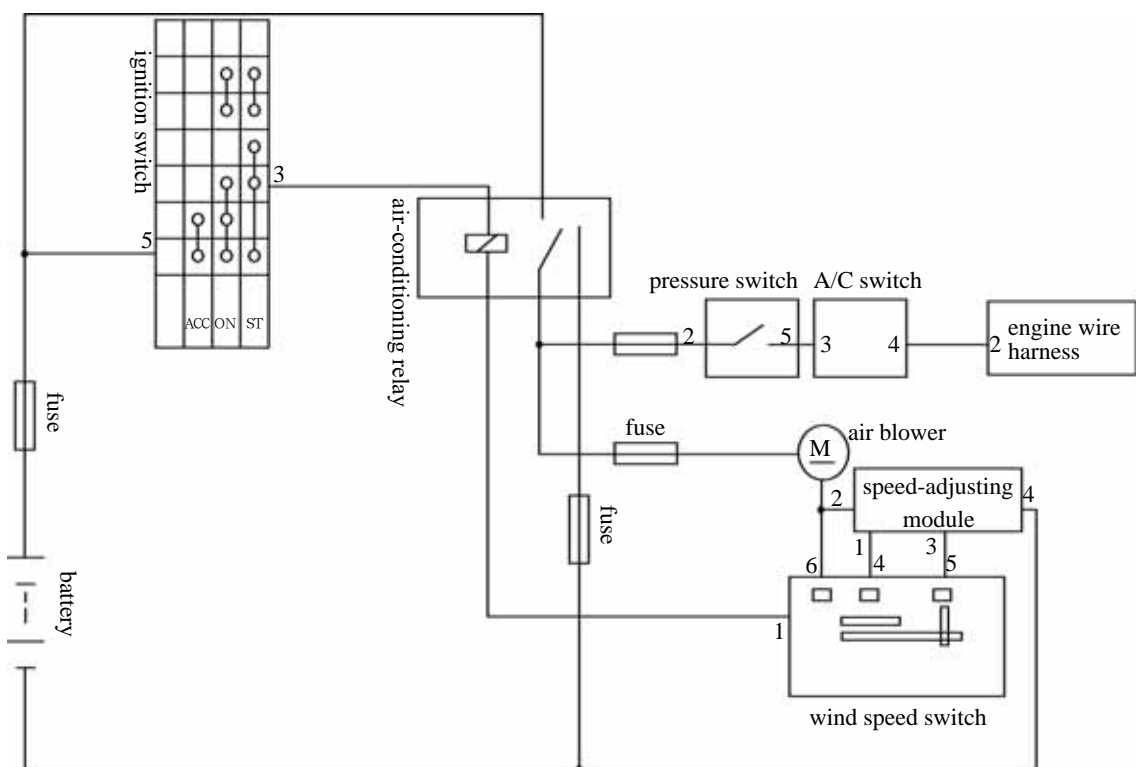 ignition switch
3
5
ACC ON ST
air-conditioning relay
pressure switch
A/C switch
2
5
3
4
2
engine wire
harness
fuse
fuse
M
air blower
speed-adjusting
module
2
4
1
3
fuse
6
4
5
battery
1
wind speed switch